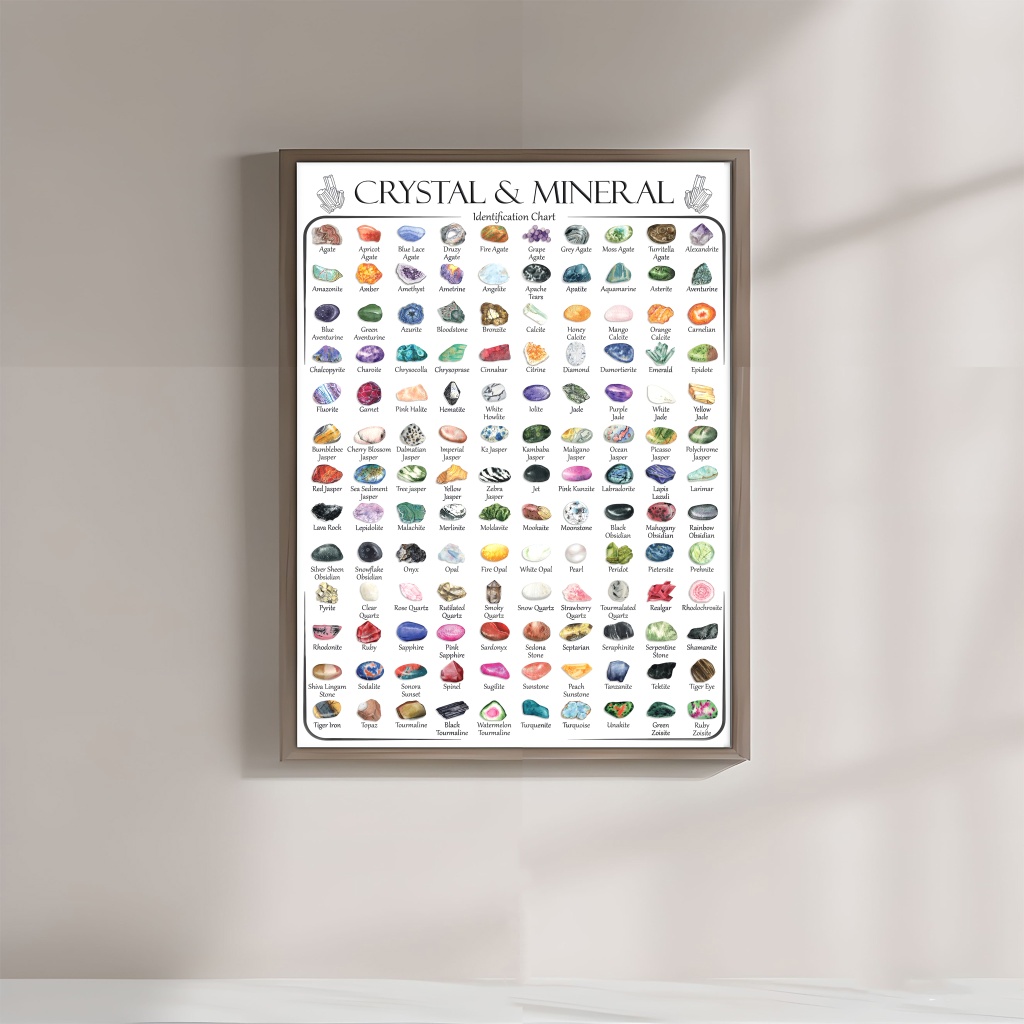 CRYSTAL & MINERAL
Identification Chart
Agate Apricot Agate Blue Lace Agate Druzy Agate Fire Agate Grape Agate Grey Agate Moss Agate Turritella Agate Alexandrite
Amazonite Amber Amethyst Ametrine Angelite Apache Tears Apatite Aquamarine Asterite Aventurine
Blue Aventurine Green Aventurine Azurite Bloodstone Bronzite Calcite Honey Calcite Mango Calcite Orange Calcite Carnelian
Chalcopyrite Charoite Chrysocolla Chrysoprase Cinnabar Citrine Diamond Dumortierite Emerald Epidote
Fluorite Garnet Pink Halite Hematite White Howlite Iolite Jade Purple Jade White Jade Yellow Jade
Bumblebee Jasper Cherry Blossom Jasper Dalmatian Jasper Imperial Jasper K2 Jasper Kambaba Jasper Maligano Jasper Ocean Jasper Picasso Jasper Polychrome Jasper
Red Jasper Sea Sediment Jasper Tree Jasper Yellow Jasper Zebra Jasper Jet Pink Kunzite Labradorite Lapis Lazuli Larimar
Lava Rock Lepidolite Malachite Merlinite Moldavite Mookaite Moonstone Black Obsidian Mahogany Obsidian Rainbow Obsidian
Silver Sheen Obsidian Snowflake Obsidian Onyx Opal Fire Opal White Opal Pearl Peridot Pietersite Prehnite
Pyrite Clear Quartz Rose Quartz Rutilated Quartz Smoky Quartz Snow Quartz Strawberry Quartz Tourmalated Quartz Realgar Rhodochrosite
Rhodonite Ruby Sapphire Pink Sapphire Sardonyx Sedona Stone Septarian Seraphinite Serpentine Stone Shamanite
Shiva Lingam Stone Sodalite Sonora Sunset Spinel Sugilite Sunstone Peach Sunstone Tanzanite Tektite Tiger Eye
Tiger Iron Topaz Tourmaline Black Tourmaline Watermelon Tourmaline Turquenite Turquoise Unakite Green Zoisite Ruby Zoisite